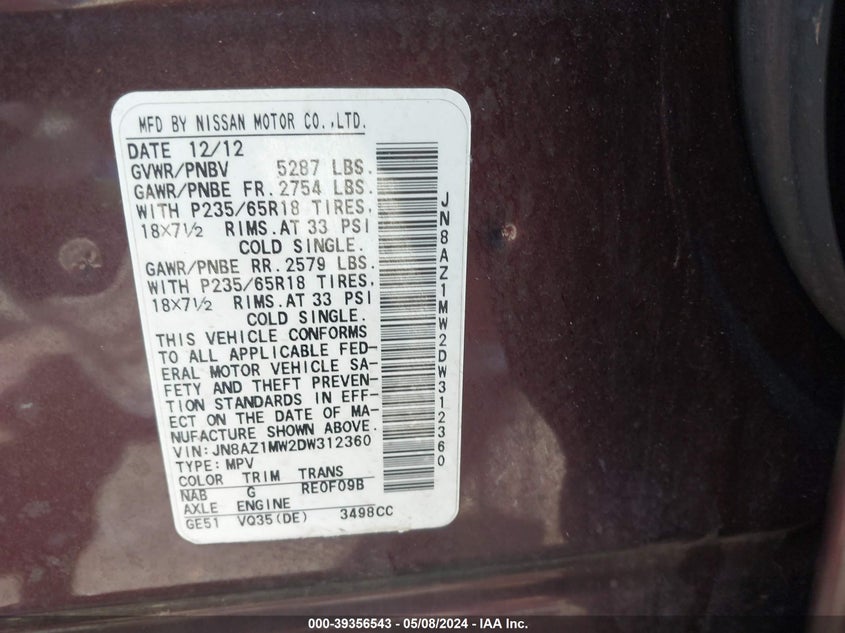 MFD BY NISSAN MOTOR CO.,LTD.
DATE 12/12
GVWR/PNBV 5287 LBS.
GAWR/PNBE FR. 2754 LBS.
WITH P235/65R18 TIRES,
18X7½ RIMS. AT 33 PSI
COLD SINGLE.
GAWR/PNBE RR. 2579 LBS.
WITH P235/65R18 TIRES,
18X7½ RIMS. AT 33 PSI
COLD SINGLE.
THIS VEHICLE CONFORMS
TO ALL APPLICABLE FED-
ERAL MOTOR VEHICLE SA-
FETY AND THEFT PREVEN-
TION STANDARDS IN EFF-
ECT ON THE DATE OF MA-
NUFACTURE SHOWN ABOVE.
VIN: JN8AZ1MW2DW312360
TYPE: MPV
COLOR TRIM TRANS
NAB G RE0F09B
AXLE ENGINE
GE51 VQ35(DE) 3498CC
JN8AZ1MW2DW312360
000-39356543 - 05/08/2024 - IAA Inc.